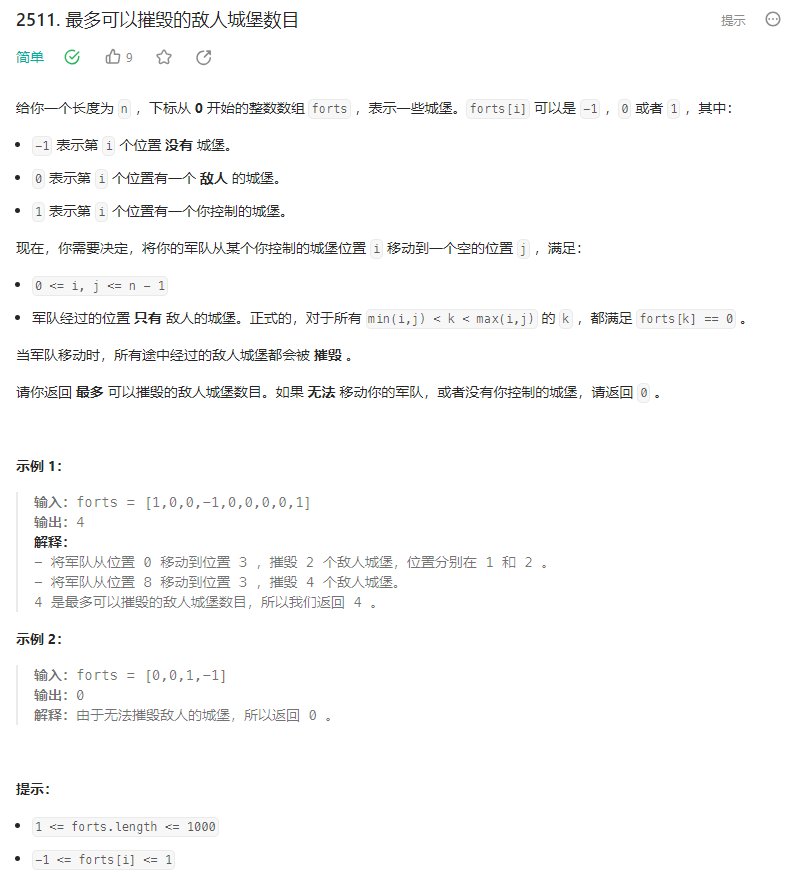 2511. 最多可以摧毁的敌人城堡数目
提示
简单 9
给你一个长度为 n ，下标从 0 开始的整数数组 forts ，表示一些城堡。forts[i] 可以是 -1 ，0 或者 1 ，其中：
-1 表示第 i 个位置 没有 城堡。
0 表示第 i 个位置有一个 敌人 的城堡。
1 表示第 i 个位置有一个你控制的城堡。
现在，你需要决定，将你的军队从某个你控制的城堡位置 i 移动到一个空的位置 j ，满足：
0 <= i, j <= n - 1
军队经过的位置 只有 敌人的城堡。正式的，对于所有 min(i,j) < k < max(i,j) 的 k ，都满足 forts[k] == 0 。
当军队移动时，所有途中经过的敌人城堡都会被 摧毁 。
请你返回 最多 可以摧毁的敌人城堡数目。如果 无法 移动你的军队，或者没有你控制的城堡，请返回 0 。
示例 1：
输入：forts = [1,0,0,-1,0,0,0,0,1]
输出：4
解释：
- 将军队从位置 0 移动到位置 3 ，摧毁 2 个敌人城堡，位置分别在 1 和 2 。
- 将军队从位置 8 移动到位置 3 ，摧毁 4 个敌人城堡。
4 是最多可以摧毁的敌人城堡数目，所以我们返回 4 。
示例 2：
输入：forts = [0,0,1,-1]
输出：0
解释：由于无法摧毁敌人的城堡，所以返回 0 。
提示：
1 <= forts.length <= 1000
-1 <= forts[i] <= 1